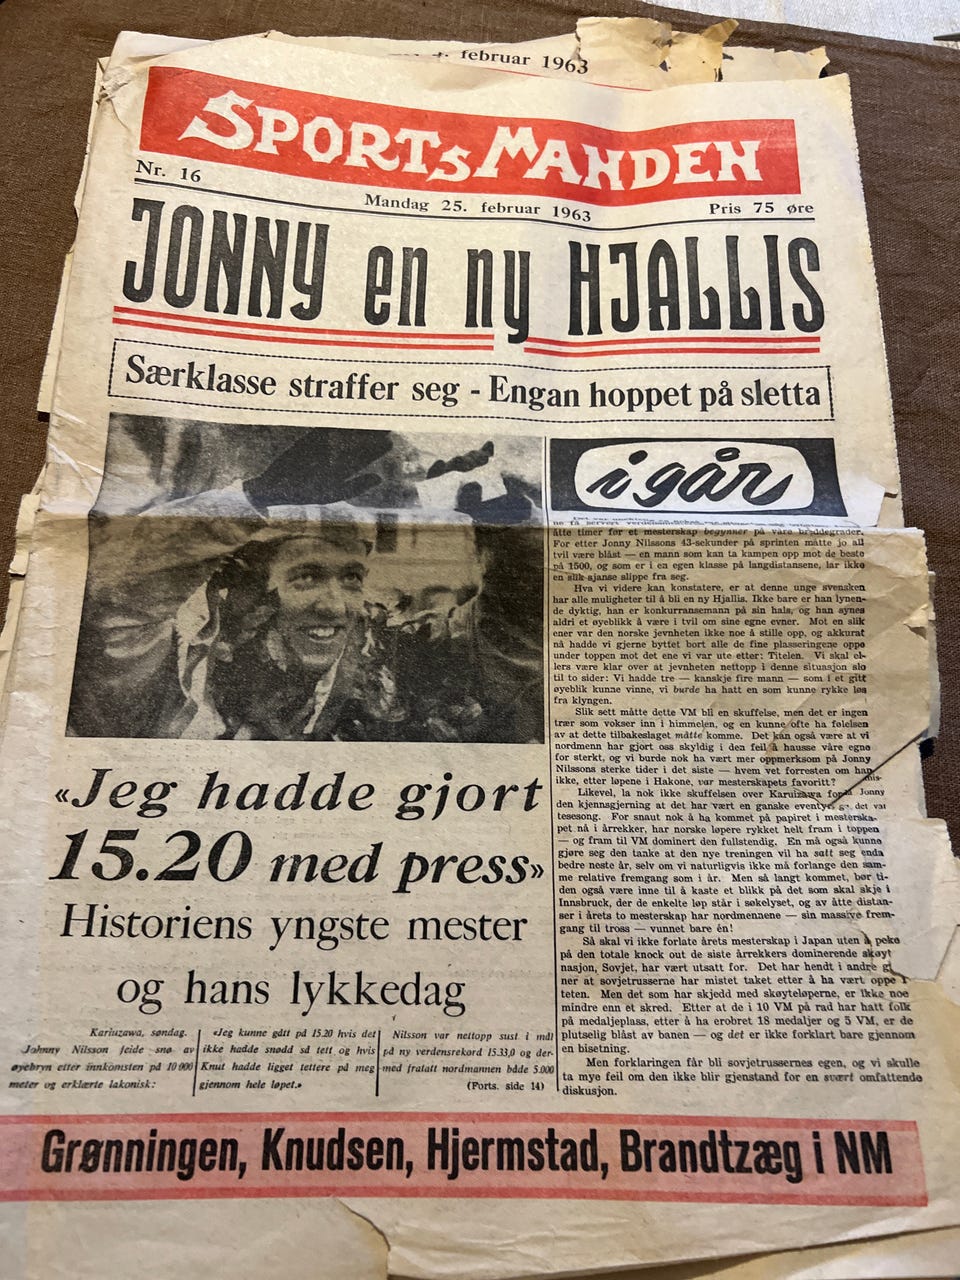 februar 1963
SPORTSMANDEN
Nr. 16
Mandag 25. februar 1963
Pris 75 øre
JONNY en ny HJALLIS
Særklasse straffer seg - Engan hoppet på sletta
«Jeg hadde gjort
15.20 med press»
Historiens yngste mester
og hans lykkedag
Kariuzawa, søndag.
Johnny Nilsson feide snø av
øyebryn etter innkomsten på 10 000
meter og erklærte lakonisk:
«Jeg kunne gått på 15.20 hvis det
ikke hadde snødd så tett og hvis
Knut hadde ligget tettere på meg
gjennom hele løpet.»
Nilsson var nettopp sust i mål
på ny verdensrekord 15.33,0 og der-
med fratatt nordmannen både 5.000
(Forts. side 14)
i går
åtte timer før et mesterskap begynner på våre breddegrader.
For etter Jonny Nilssons 43-sekunder på sprinten måtte jo all
tvil være blåst — en mann som kan ta kampen opp mot de beste
på 1500, og som er i en egen klasse på langdistansene, lar ikke
en slik sjanse slippe fra seg.
Hva vi videre kan konstatere, er at denne unge svensken
har alle muligheter til å bli en ny Hjallis. Ikke bare er han lynen-
de dyktig, han er konkurransemann på sin hals, og han synes
aldri et øyeblikk å være i tvil om sine egne evner. Mot en slik
ener var den norske jevnheten ikke noe å stille opp, og akkurat
nå hadde vi gjerne byttet bort alle de fine plasseringene oppe
under toppen mot det ene vi var ute etter: Titelen. Vi skal el-
lers være klar over at jevnheten nettopp i denne situasjon slo
til to sider: Vi hadde tre — kanskje fire mann — som i et gitt
øyeblikk kunne vinne, vi burde ha hatt en som kunne rykke løs
fra klyngen.
Slik sett måtte dette VM bli en skuffelse, men det er ingen
trær som vokser inn i himmelen, og en kunne ofte ha følelsen
av at dette tilbakeslaget måtte komme. Det kan også være at vi
nordmenn har gjort oss skyldig i den feil å hausse våre egne
for sterkt, og vi burde nok ha vært mer oppmerksom på Jonny
Nilssons sterke tider i det siste — hvem vet forresten om han
ikke, etter løpene i Hakone, var mesterskapets favoritt?
Likevel, la nok ikke skuffelsen over Karuizawa Jonny
den kjennsgjerning at det har vært en ganske det var
tesesong. For snaut nok å ha kommet på papiret i mesterska-
pet nå i årrekker, har norske løpere rykket helt fram i toppen
— og fram til VM dominert den fullstendig. En må også kunne
gjøre seg den tanke at den nye treningen vil ha satt seg enda
bedre neste år, selv om vi naturligvis ikke må forlange den sam-
me relative fremgang som i år. Men så langt kommet, bør ti-
den også være inne til å kaste et blikk på det som skal skje i
Innsbruck, der de enkelte løp står i søkelyset, og av åtte distan-
ser i årets to mesterskap har nordmennene — sin massive frem-
gang til tross — vunnet bare én!
Så skal vi ikke forlate årets mesterskap i Japan uten å peke
på den totale knock out de siste årrekkers dominerende skøyt
nasjon, Sovjet, har vært utsatt for. Det har hendt i andre
ner at sovjetrusserne har mistet taket etter å ha vært oppe
teten. Men det som har skjedd med skøyteløperne, er ikke noe
mindre enn et skred. Etter at de i 10 VM på rad har hatt folk
på medaljeplass, etter å ha erobret 18 medaljer og 5 VM, er de
plutselig blåst av banen — og det er ikke forklart bare gjennom
en bisetning.
Men forklaringen får bli sovjetrussernes egen, og vi skulle
ta mye feil om den ikke blir gjenstand for en svært omfattende
diskusjon.
Grønningen, Knudsen, Hjermstad, Brandtzæg i NM